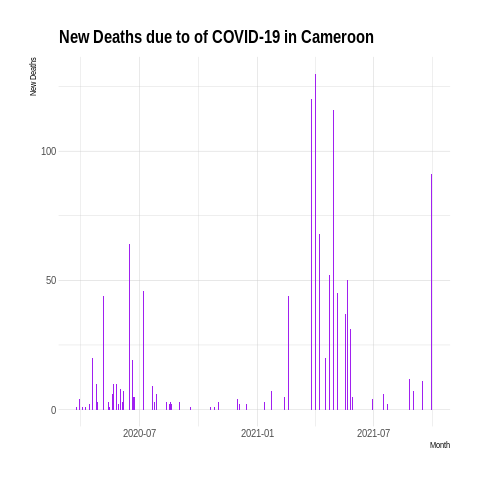 New Deaths due to of COVID-19 in Cameroon
New Deaths
100
50
0
2020-07
2021-01
2021-07
Month